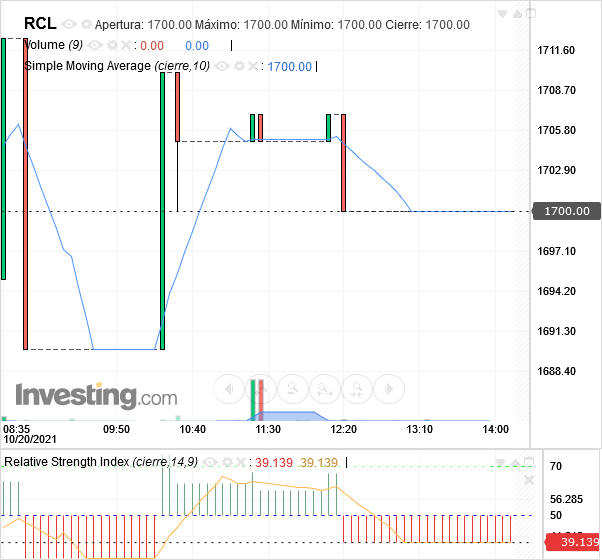 RCL Apertura: 1700.00 Máximo: 1700.00 Mínimo: 1700.00 Cierre: 1700.00
Volume (9) : 0.00 0.00
Simple Moving Average (cierre,10) : 1700.00
1711.60
1708.70
1705.80
1702.90
1700.00
1697.10
1694.20
1691.30
1688.40
Investing.com
08:35 09:50 10:40 11:30 12:20 13:10 14:00
10/20/2021
Relative Strength Index (cierre,14,9) : 39.139 39.139
70
56.285
50
39.139